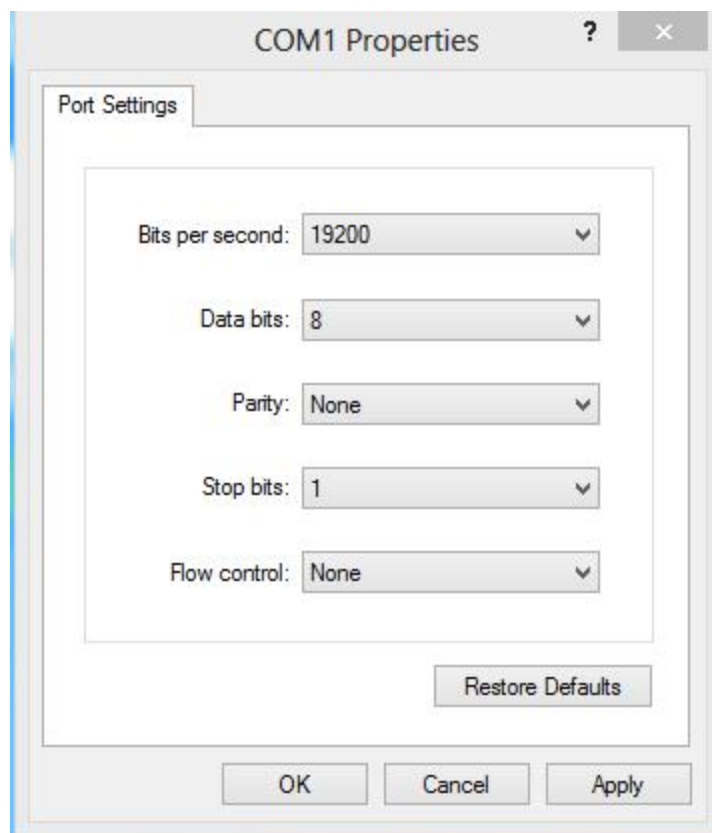 COM1 Properties ?
Port Settings
Bits per second: 19200
Data bits: 8
Parity: None
Stop bits: 1
Flow control: None
Restore Defaults
OK Cancel Apply